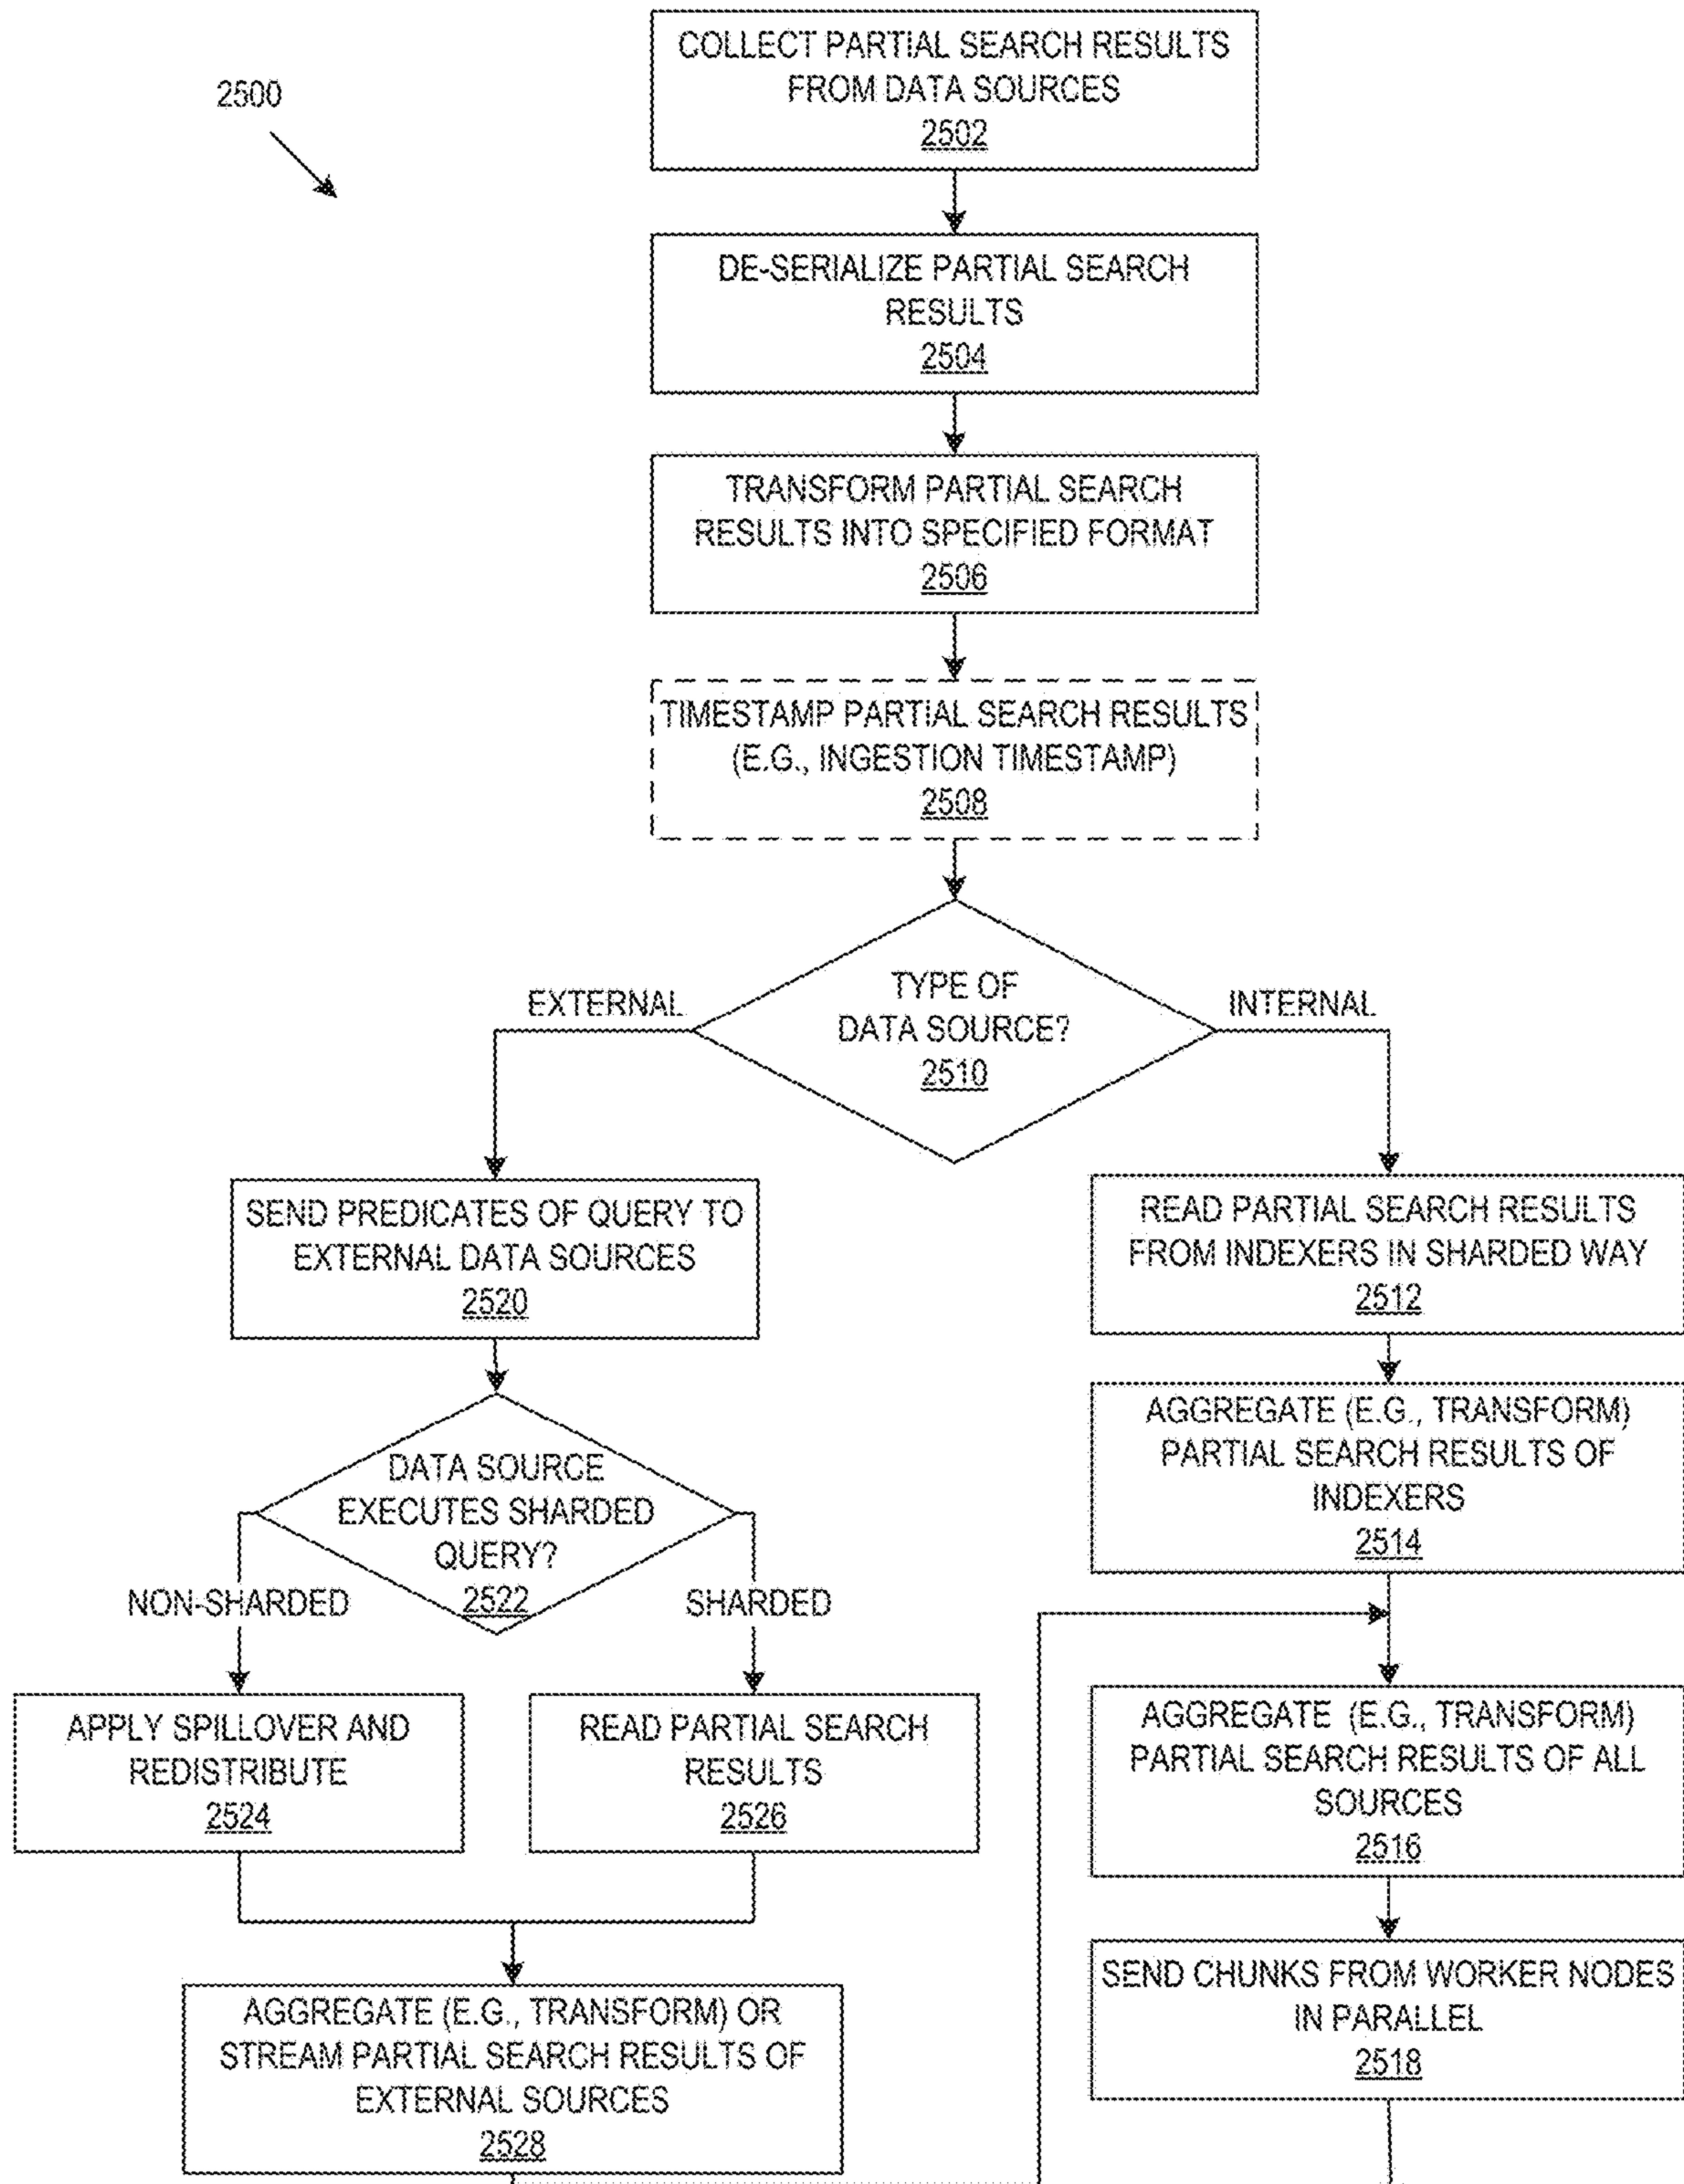 2500
COLLECT PARTIAL SEARCH RESULTS
FROM DATA SOURCES
2502
DE-SERIALIZE PARTIAL SEARCH
RESULTS
2504
TRANSFORM PARTIAL SEARCH
RESULTS INTO SPECIFIED FORMAT
2506
TIMESTAMP PARTIAL SEARCH RESULTS
(E.G., INGESTION TIMESTAMP)
2508
TYPE OF
DATA SOURCE?
2510
EXTERNAL
INTERNAL
SEND PREDICATES OF QUERY TO
EXTERNAL DATA SOURCES
2520
DATA SOURCE
EXECUTES SHARDED
QUERY?
2522
NON-SHARDED
SHARDED
APPLY SPILLOVER AND
REDISTRIBUTE
2524
READ PARTIAL SEARCH
RESULTS
2526
AGGREGATE (E.G., TRANSFORM) OR
STREAM PARTIAL SEARCH RESULTS OF
EXTERNAL SOURCES
2528
READ PARTIAL SEARCH RESULTS
FROM INDEXERS IN SHARDED WAY
2512
AGGREGATE (E.G., TRANSFORM)
PARTIAL SEARCH RESULTS OF
INDEXERS
2514
AGGREGATE (E.G., TRANSFORM)
PARTIAL SEARCH RESULTS OF ALL
SOURCES
2516
SEND CHUNKS FROM WORKER NODES
IN PARALLEL
2518